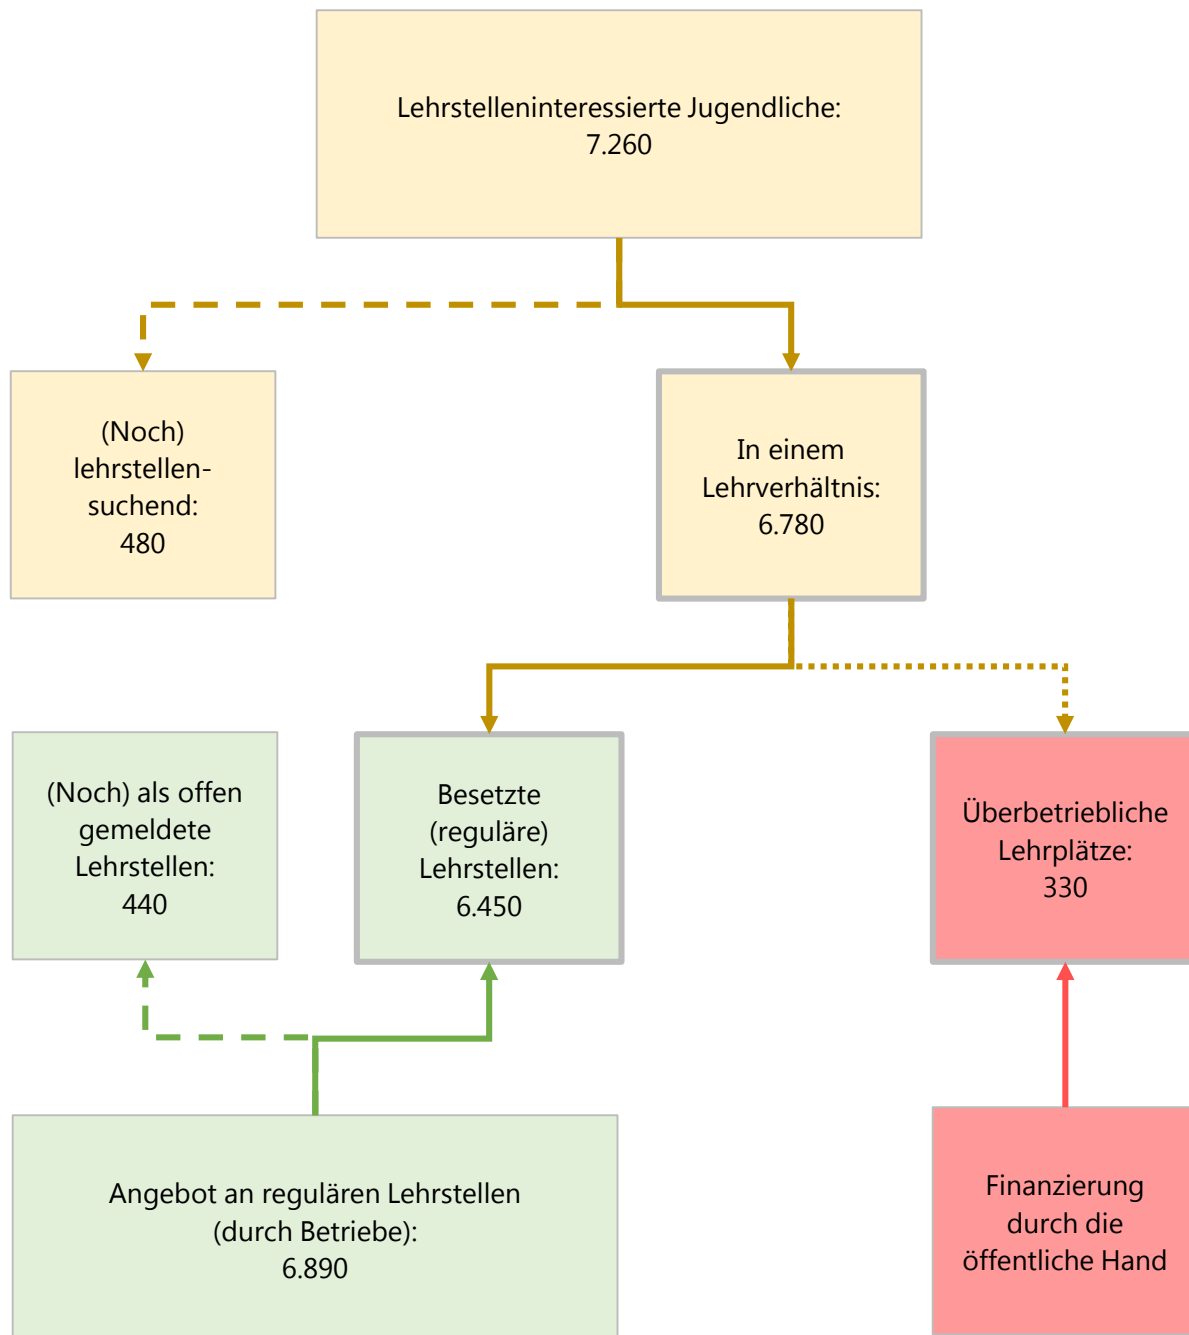 Lehrstelleninteressierte Jugendliche:
7.260
(Noch)
lehrstellen-
suchend:
480
In einem
Lehrverhältnis:
6.780
(Noch) als offen
gemeldete
Lehrstellen:
440
Besetzte
(reguläre)
Lehrstellen:
6.450
Überbetriebliche
Lehrplätze:
330
Angebot an regulären Lehrstellen
(durch Betriebe):
6.890
Finanzierung
durch die
öffentliche Hand